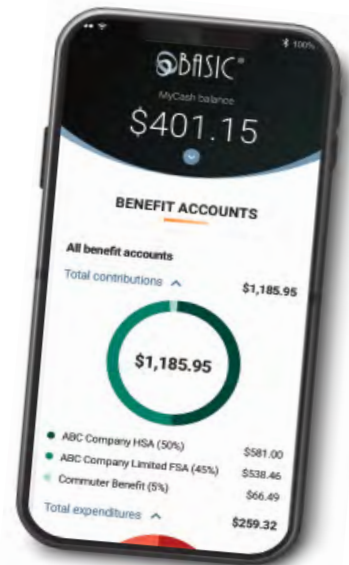 100%
BASIC®
MyCash balance
$401.15
BENEFIT ACCOUNTS
All benefit accounts
Total contributions $1,185.95
$1,185.95
ABC Company HSA (50%) $581.00
ABC Company Limited FSA (45%) $538.46
Commuter Benefit (5%) $66.49
Total expenditures $259.32